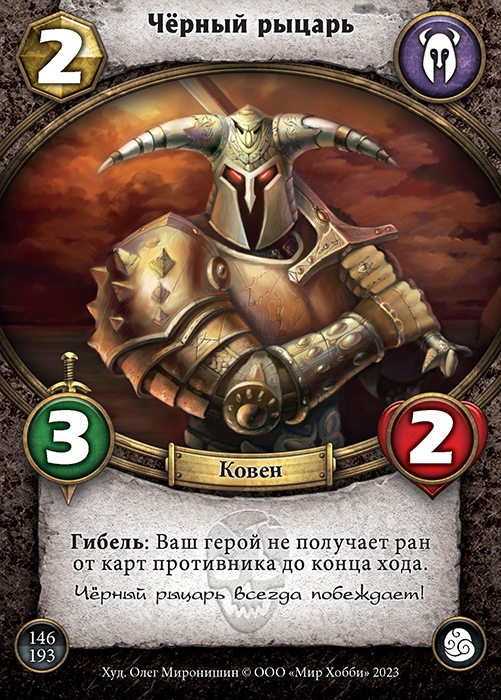 Чёрный рыцарь
2
3
2
Ковен
Гибель: Ваш герой не получает ран
от карт противника до конца хода.
Чёрный рыцарь всегда побеждает!
146
193
Худ. Олег Миронишин © ООО «Мир Хобби» 2023